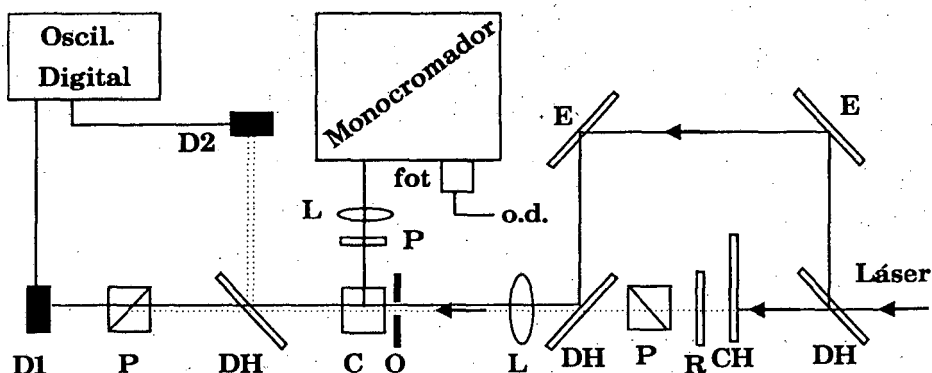 Oscil.
Digital
Monocromador
D2
E
E
fot
L
o.d.
P
Láser
D1
P
DH
C
O
L
DH
P
R
CH
DH